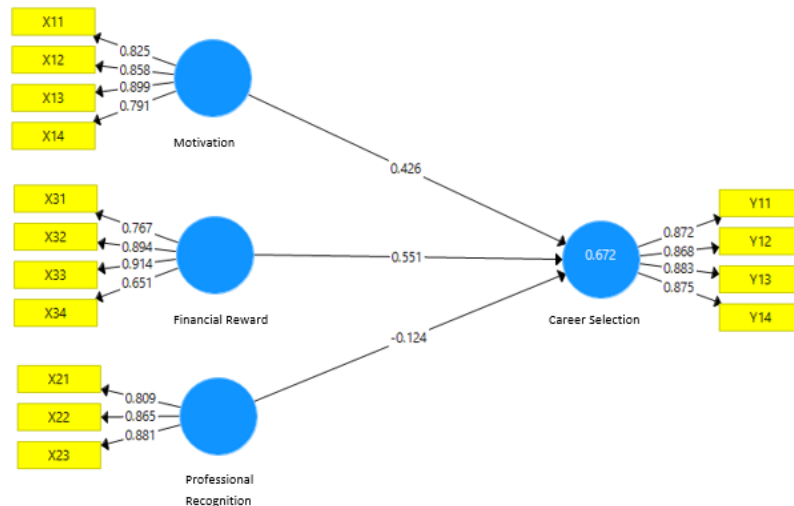 X11
X12
X13
X14
0.825
0.858
0.899
0.791
Motivation
0.426
X31
X32
X33
X34
0.767
0.894
0.914
0.651
Financial Reward
0.551
X21
X22
X23
0.809
0.865
0.881
Professional
Recognition
-0.124
0.672
Career Selection
0.872
0.868
0.883
0.875
Y11
Y12
Y13
Y14